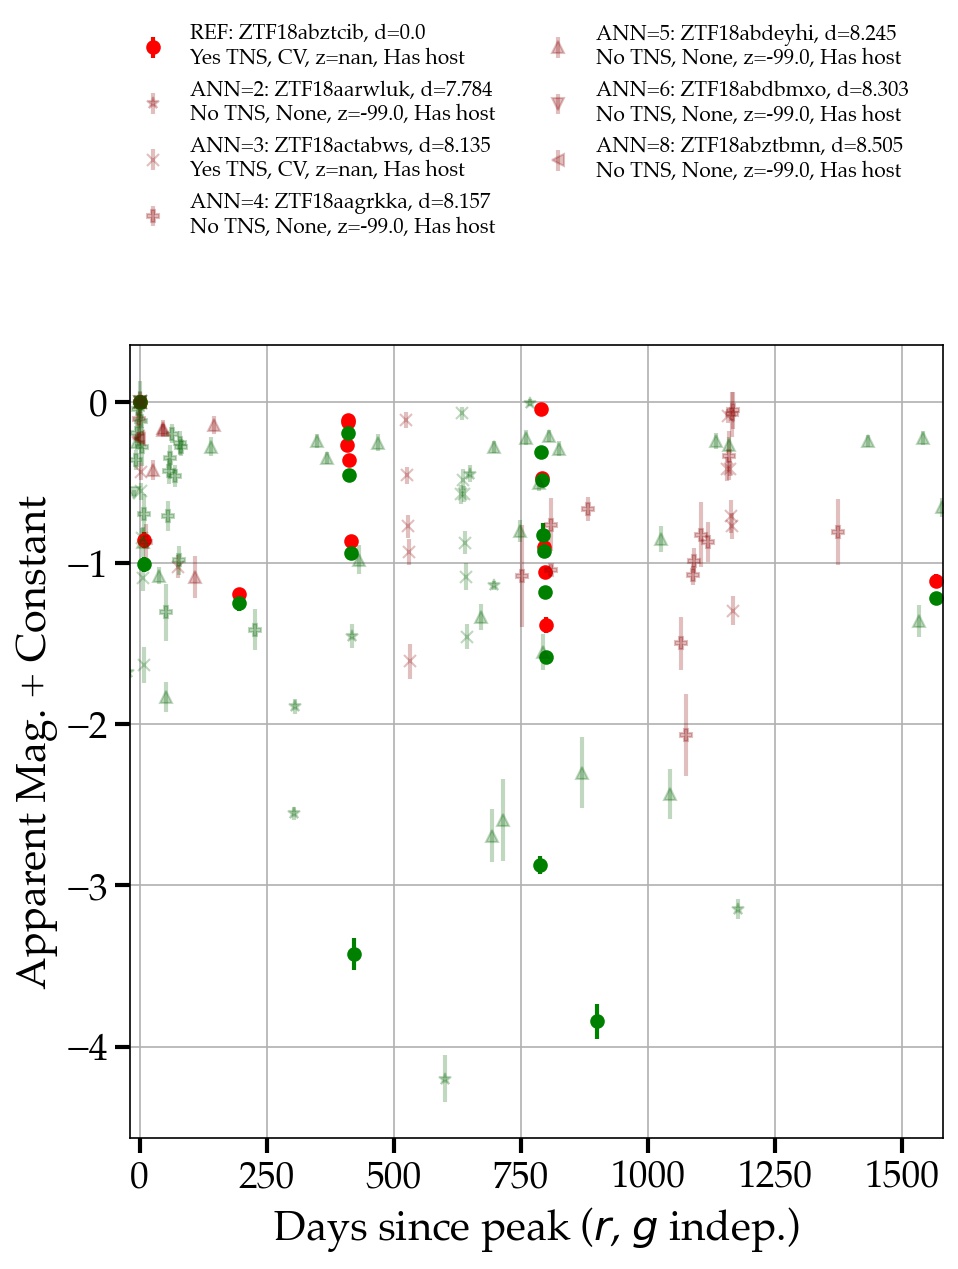 REF: ZTF18abztcib, d=0.0
Yes TNS, CV, z=nan, Has host
ANN=2: ZTF18aarwluk, d=7.784
No TNS, None, z=-99.0, Has host
ANN=3: ZTF18actabws, d=8.135
Yes TNS, CV, z=nan, Has host
ANN=4: ZTF18aagrkka, d=8.157
No TNS, None, z=-99.0, Has host
ANN=5: ZTF18abdeyhi, d=8.245
No TNS, None, z=-99.0, Has host
ANN=6: ZTF18abdbmxo, d=8.303
No TNS, None, z=-99.0, Has host
ANN=8: ZTF18abztbmn, d=8.505
No TNS, None, z=-99.0, Has host
Apparent Mag. + Constant
0
−1
−2
−3
−4
0 250 500 750 1000 1250 1500
Days since peak (r, g indep.)